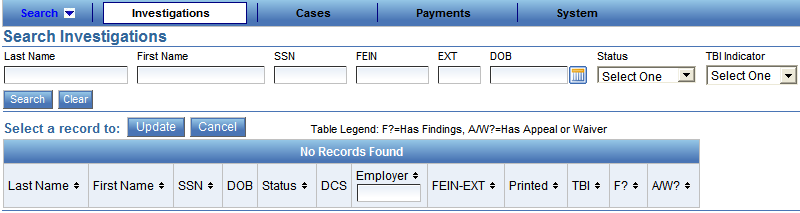 Search Investigations Cases Payments System
Search Investigations
Last Name First Name SSN FEIN EXT DOB Status TBI Indicator
Select One Select One
Search Clear
Select a record to: Update Cancel Table Legend: F?=Has Findings, A/W?=Has Appeal or Waiver
No Records Found
Last Name First Name SSN DOB Status DCS Employer FEIN-EXT Printed TBI F? A/W?